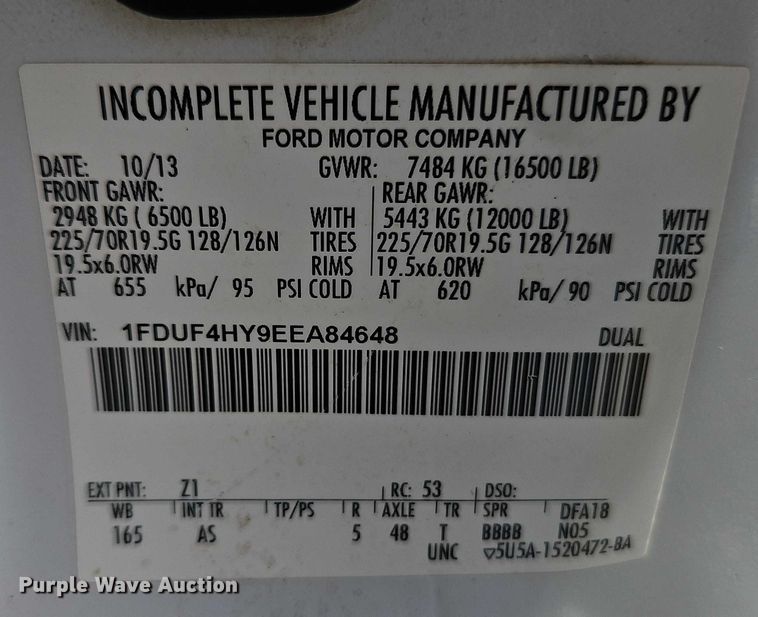 INCOMPLETE VEHICLE MANUFACTURED BY
FORD MOTOR COMPANY
DATE: 10/13 GVWR: 7484 KG (16500 LB)
FRONT GAWR: REAR GAWR:
2948 KG ( 6500 LB) WITH 5443 KG (12000 LB) WITH
225/70R19.5G 128/126N TIRES 225/70R19.5G 128/126N TIRES
19.5x6.0RW RIMS 19.5x6.0RW RIMS
AT 655 kPa/ 95 PSI COLD AT 620 kPa/ 90 PSI COLD
VIN: 1FDUF4HY9EEA84648 DUAL
EXT PNT: Z1 RC: 53 DSO:
WB INT TR TP/PS R AXLE TR SPR DFA18
165 AS 5 48 T BBBB N05
UNC ▽5U5A-1520472-BA
Purple Wave Auction